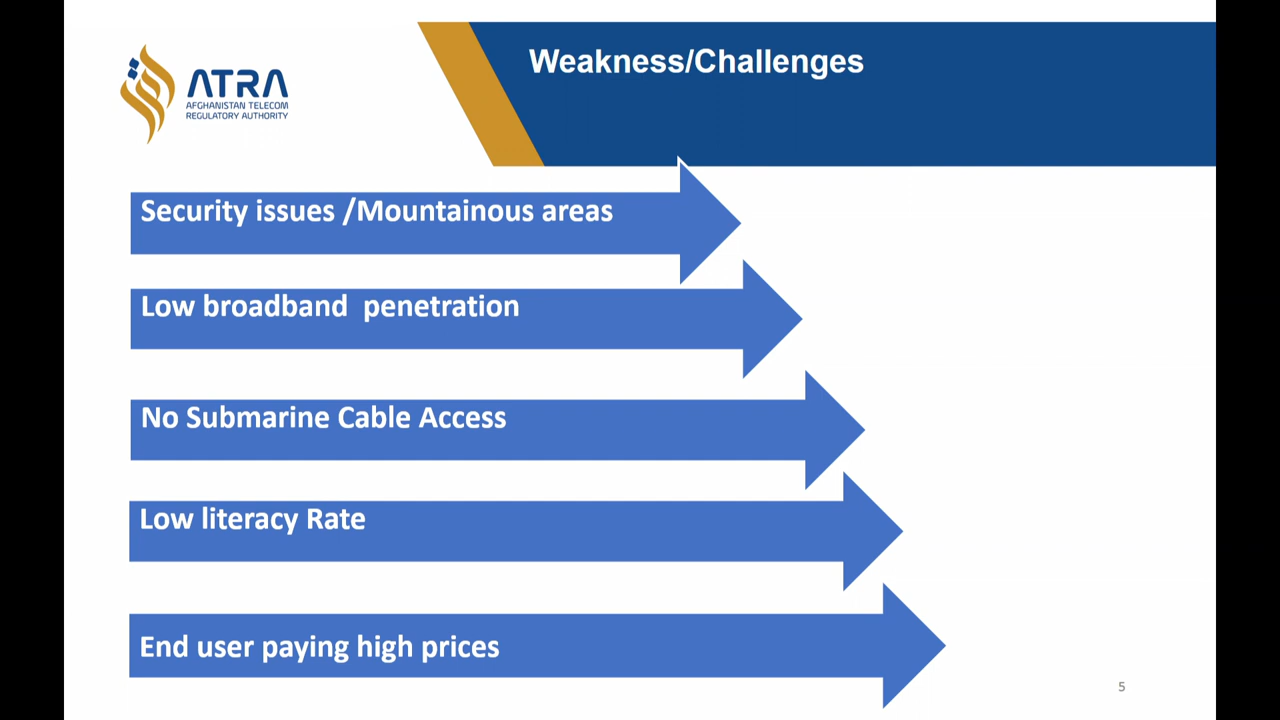 ATRA
AFGHANISTAN TELECOM
REGULATORY AUTHORITY
Weakness/Challenges
Security issues /Mountainous areas
Low broadband  penetration
No Submarine Cable Access
Low literacy Rate
End user paying high prices
5